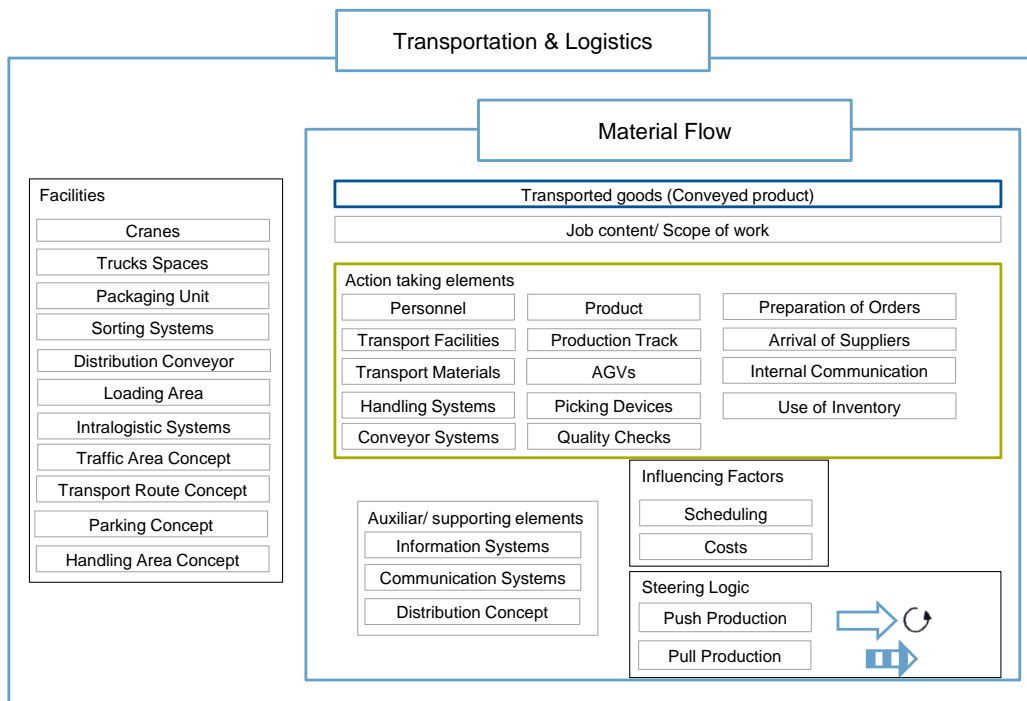 Transportation & Logistics
Material Flow
Facilities
Cranes
Trucks Spaces
Packaging Unit
Sorting Systems
Distribution Conveyor
Loading Area
Intralogistic Systems
Traffic Area Concept
Transport Route Concept
Parking Concept
Handling Area Concept
Transported goods (Conveyed product)
Job content/ Scope of work
Action taking elements
Personnel
Transport Facilities
Transport Materials
Handling Systems
Conveyor Systems
Product
Production Track
AGVs
Picking Devices
Quality Checks
Preparation of Orders
Arrival of Suppliers
Internal Communication
Use of Inventory
Auxiliar/ supporting elements
Information Systems
Communication Systems
Distribution Concept
Influencing Factors
Scheduling
Costs
Steering Logic
Push Production
Pull Production